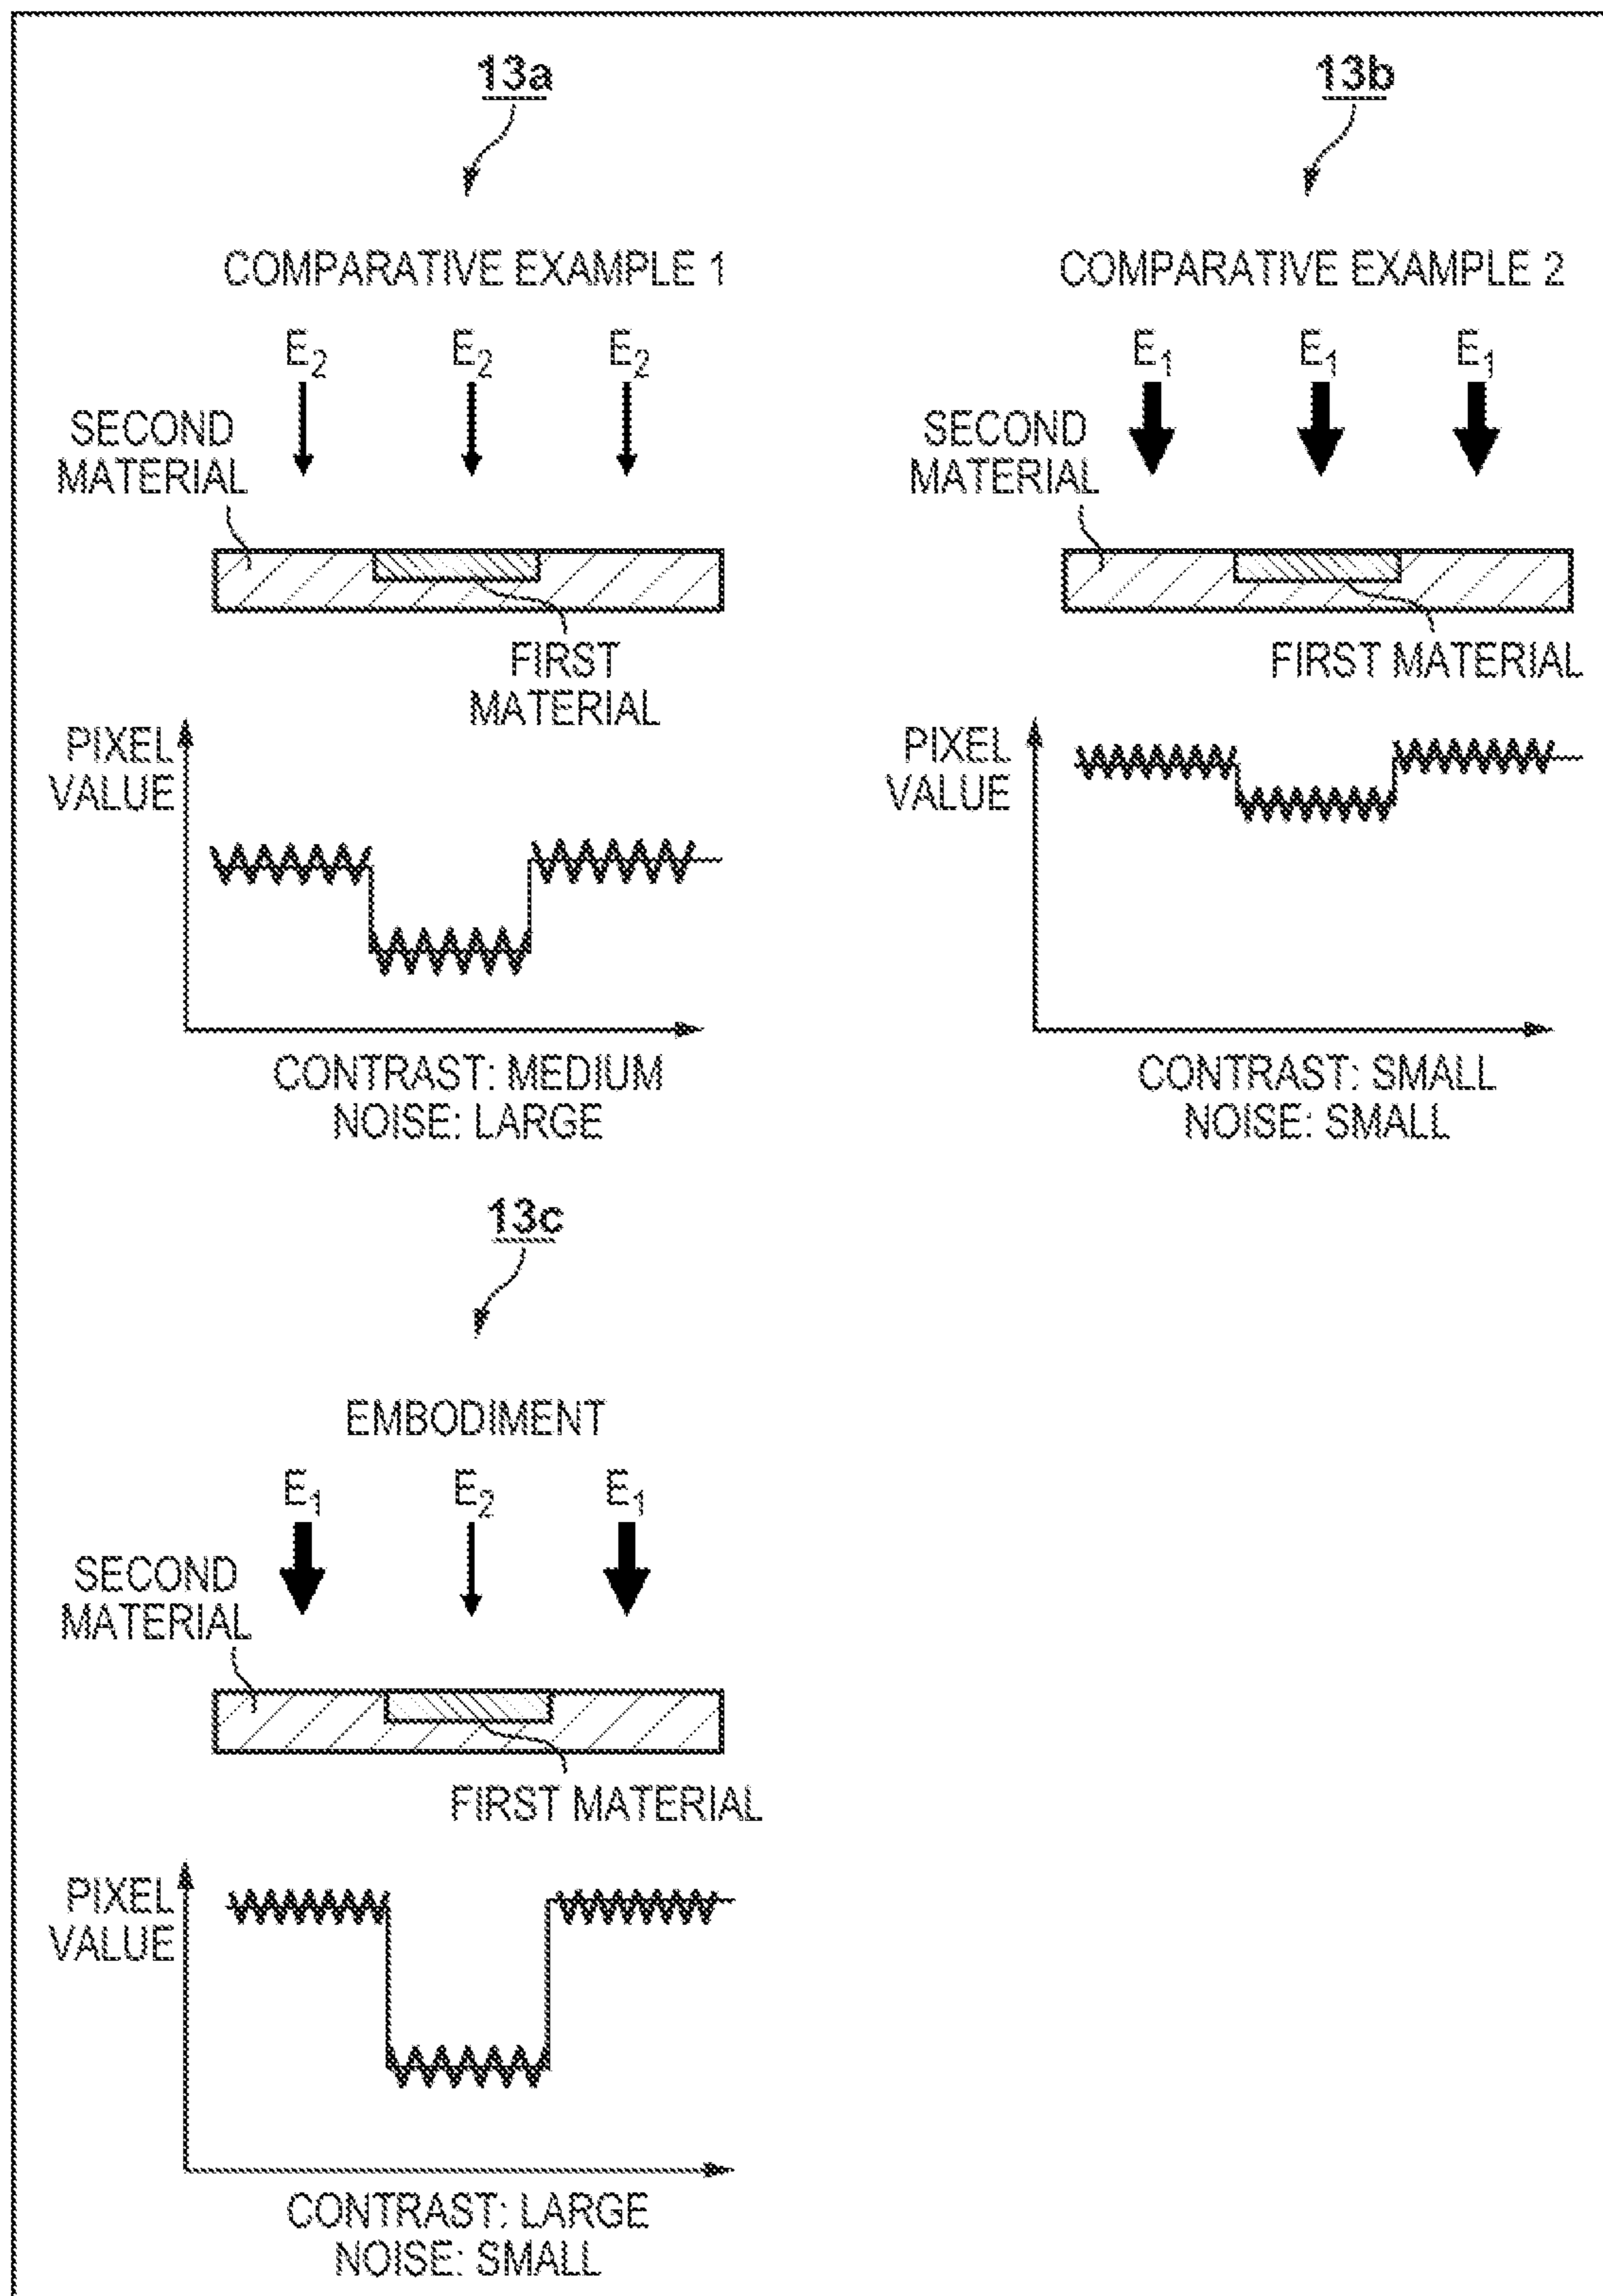 13a
COMPARATIVE EXAMPLE 1
E2 E2 E2
SECOND
MATERIAL
FIRST
MATERIAL
PIXEL
VALUE
CONTRAST: MEDIUM
NOISE: LARGE
13b
COMPARATIVE EXAMPLE 2
E1 E1 E1
SECOND
MATERIAL
FIRST MATERIAL
PIXEL
VALUE
CONTRAST: SMALL
NOISE: SMALL
13c
EMBODIMENT
E1 E2 E1
SECOND
MATERIAL
FIRST MATERIAL
PIXEL
VALUE
CONTRAST: LARGE
NOISE: SMALL